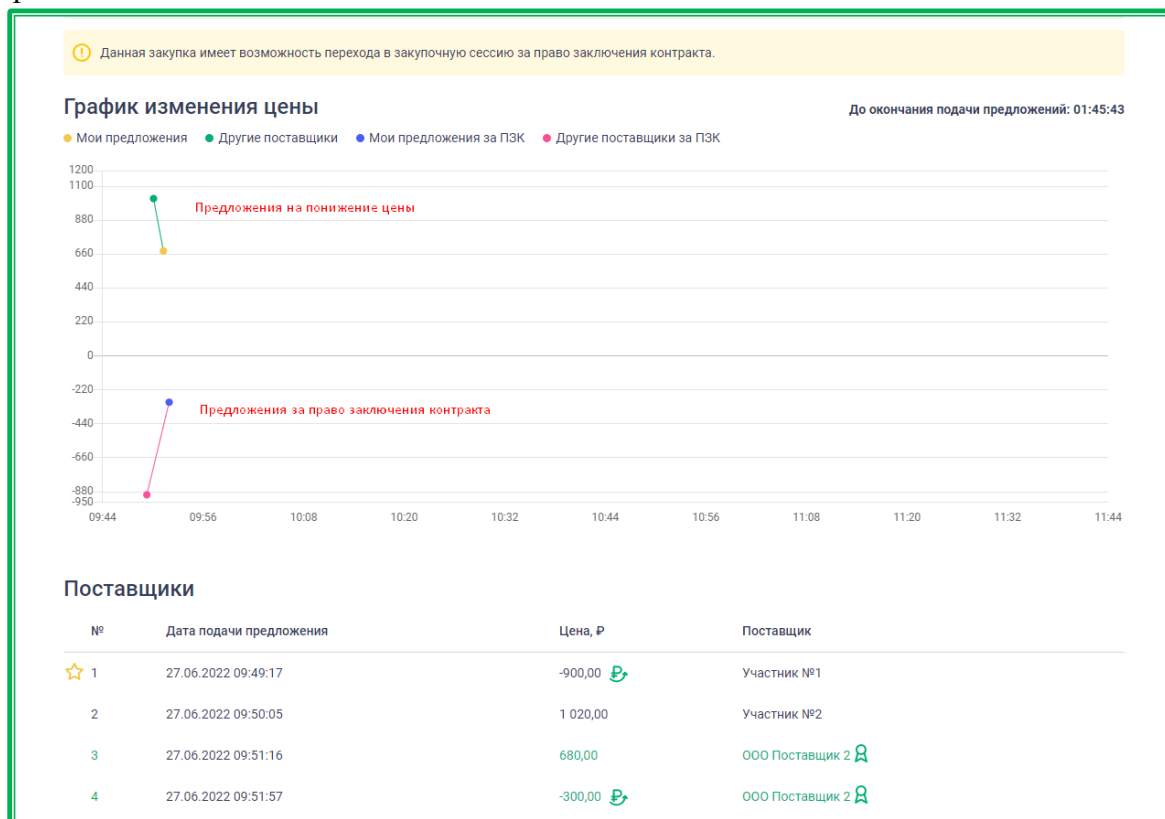 Данная закупка имеет возможность перехода в закупочную сессию за право заключения контракта.
График изменения цены
До окончания подачи предложений: 01:45:43
Мои предложения Другие поставщики Мои предложения за ПЗК Другие поставщики за ПЗК
1200
1100
Предложения на понижение цены
880
660
440
220
0
-220
Предложения за право заключения контракта
-440
-660
-880
-950
09:44 09:56 10:08 10:20 10:32 10:44 10:56 11:08 11:20 11:32 11:44
Поставщики
№ Дата подачи предложения Цена, ₽ Поставщик
1 27.06.2022 09:49:17 -900,00 ₽ Участник №1
2 27.06.2022 09:50:05 1 020,00 Участник №2
3 27.06.2022 09:51:16 680,00 ООО Поставщик 2
4 27.06.2022 09:51:57 -300,00 ₽ ООО Поставщик 2